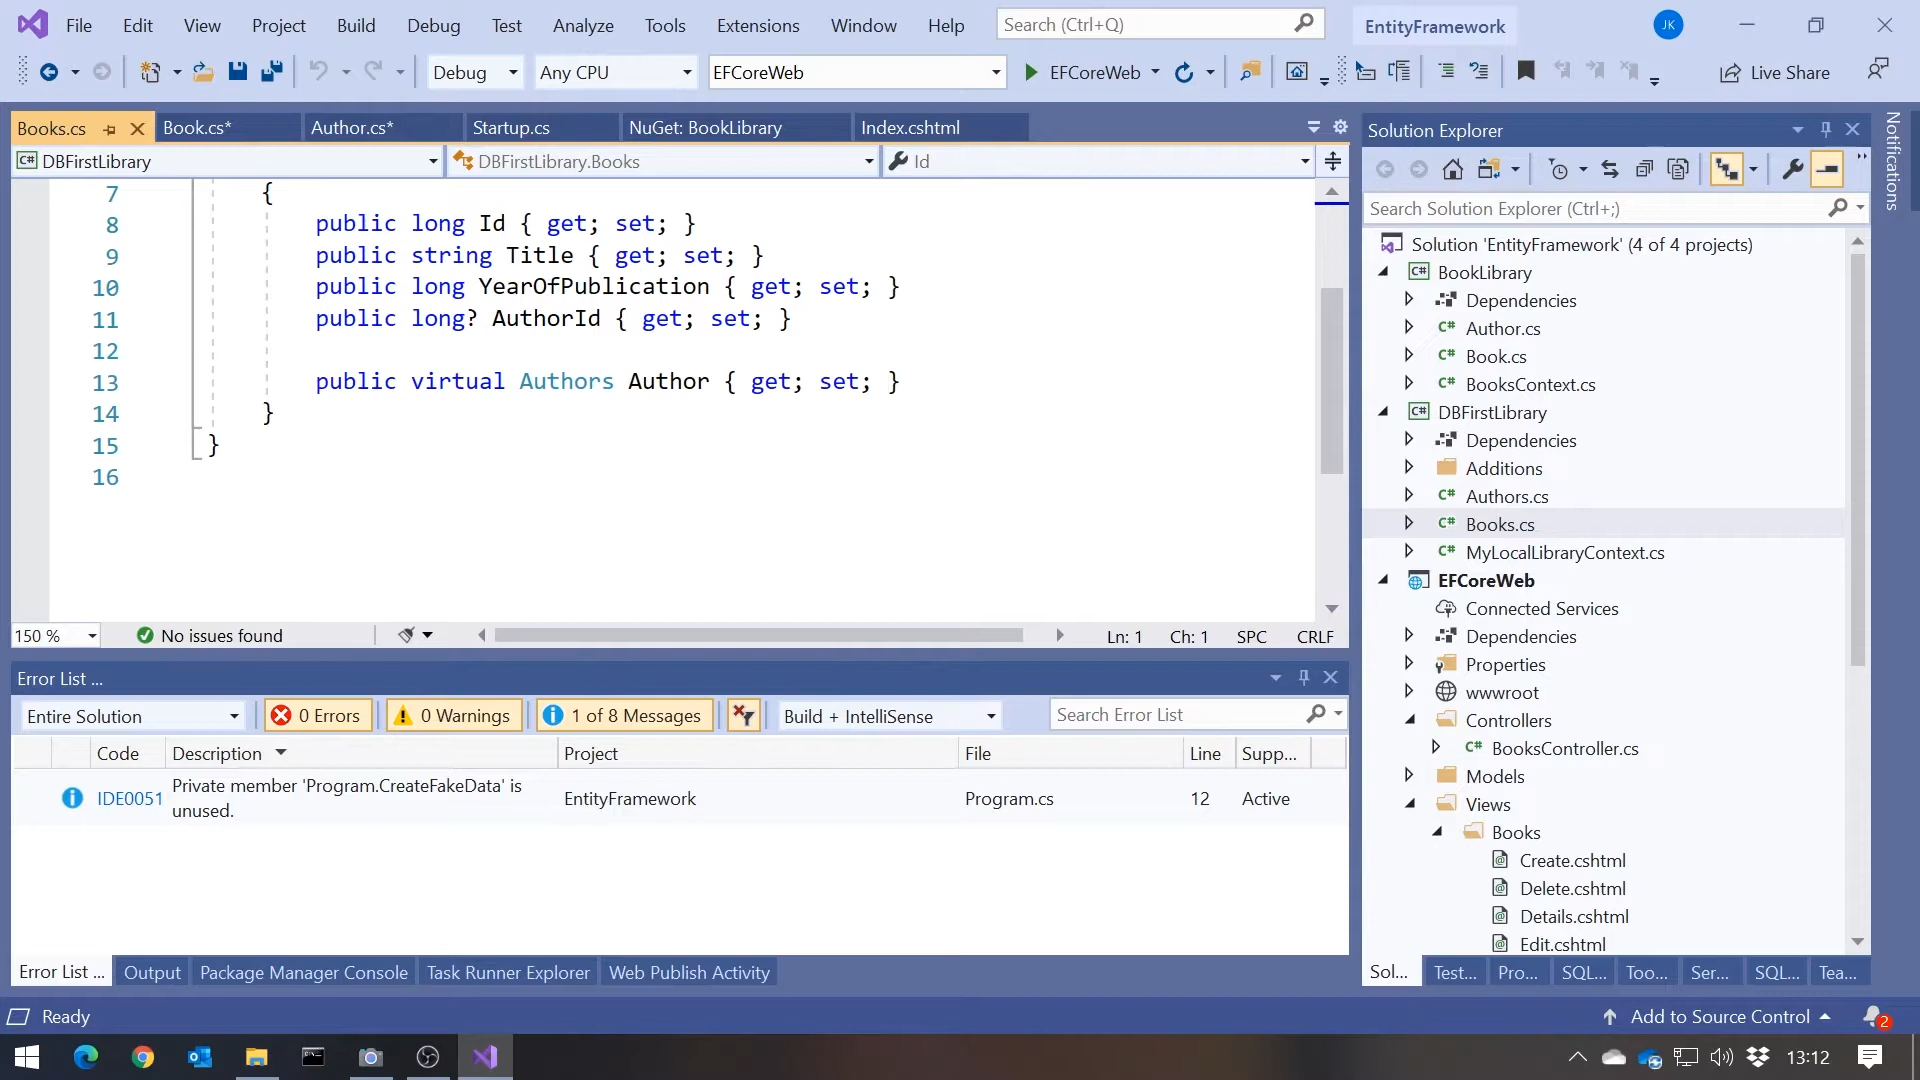 File Edit View Project Build Debug Test Analyze Tools Extensions Window Help Search (Ctrl+Q) EntityFramework JK
Debug Any CPU EFCoreWeb EFCoreWeb Live Share
Books.cs Book.cs* Author.cs* Startup.cs NuGet: BookLibrary Index.cshtml
DBFirstLibrary DBFirstLibrary.Books Id
7 {
8 public long Id { get; set; }
9 public string Title { get; set; }
10 public long YearOfPublication { get; set; }
11 public long? AuthorId { get; set; }
12
13 public virtual Authors Author { get; set; }
14 }
15 }
16
150 % No issues found Ln: 1 Ch: 1 SPC CRLF
Error List ...
Entire Solution 0 Errors 0 Warnings 1 of 8 Messages Build + IntelliSense Search Error List
Code Description Project File Line Supp...
IDE0051 Private member 'Program.CreateFakeData' is unused. EntityFramework Program.cs 12 Active
Error List ... Output Package Manager Console Task Runner Explorer Web Publish Activity
Solution Explorer
Search Solution Explorer (Ctrl+;)
Solution 'EntityFramework' (4 of 4 projects)
C# BookLibrary
Dependencies
C# Author.cs
C# Book.cs
C# BooksContext.cs
C# DBFirstLibrary
Dependencies
Additions
C# Authors.cs
C# Books.cs
C# MyLocalLibraryContext.cs
EFCoreWeb
Connected Services
Dependencies
Properties
wwwroot
Controllers
C# BooksController.cs
Models
Views
Books
Create.cshtml
Delete.cshtml
Details.cshtml
Edit.cshtml
Sol... Test... Pro... SQL... Too... Ser... SQL... Tea...
Notifications
Ready Add to Source Control 2
13:12